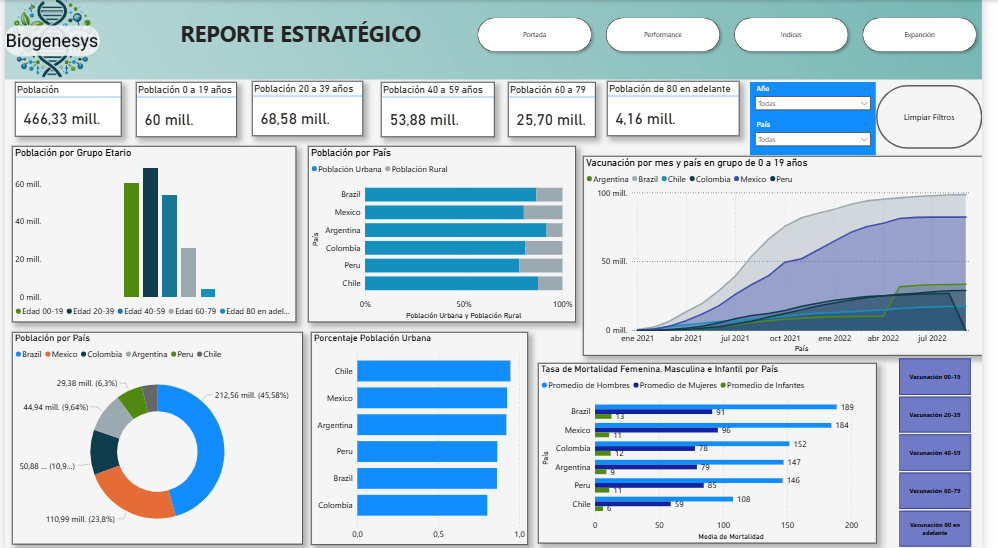 Biogenesys
REPORTE ESTRATÉGICO
Portada
Performance
Indices
Expanción
Población
466,33 mill.
Población 0 a 19 años
60 mill.
Población 20 a 39 años
68,58 mill.
Población 40 a 59 años
53,88 mill.
Población 60 a 79
25,70 mill.
Población de 80 en adelante
4,16 mill.
Año
Todas
País
Todas
Limpiar Filtros
Población por Grupo Etario
60 mill.
40 mill.
20 mill.
0 mill.
Edad 00-19 Edad 20-39 Edad 40-59 Edad 60-79 Edad 80 en adel...
Población por País
Población Urbana Población Rural
País
Brazil
Mexico
Argentina
Colombia
Peru
Chile
0% 50% 100%
Población Urbana y Población Rural
Vacunación por mes y país en grupo de 0 a 19 años
Argentina Brazil Chile Colombia Mexico Peru
100 mill.
50 mill.
0 mill.
ene 2021 abr 2021 jul 2021 oct 2021 ene 2022 abr 2022 jul 2022
País
Población por País
Brazil Mexico Colombia Argentina Peru Chile
29,38 mill. (6,3%)
212,56 mill. (45,58%)
44,94 mill. (9,64%)
50,88 ... (10,9...)
110,99 mill. (23,8%)
Porcentaje Población Urbana
Chile
Mexico
Argentina
Peru
Brazil
Colombia
0,0 0,5 1,0
Tasa de Mortalidad Femenina, Masculina e Infantil por País
Promedio de Hombres Promedio de Mujeres Promedio de Infantes
País
Brazil 189
91
13
Mexico 184
96
11
Colombia 152
78
12
Argentina 147
79
9
Peru 146
85
11
Chile 108
59
6
0 50 100 150 200
Media de Mortalidad
Vacunación 00-19
Vacunación 20-39
Vacunación 40-59
Vacunación 60-79
Vacunación 80 en
adelante